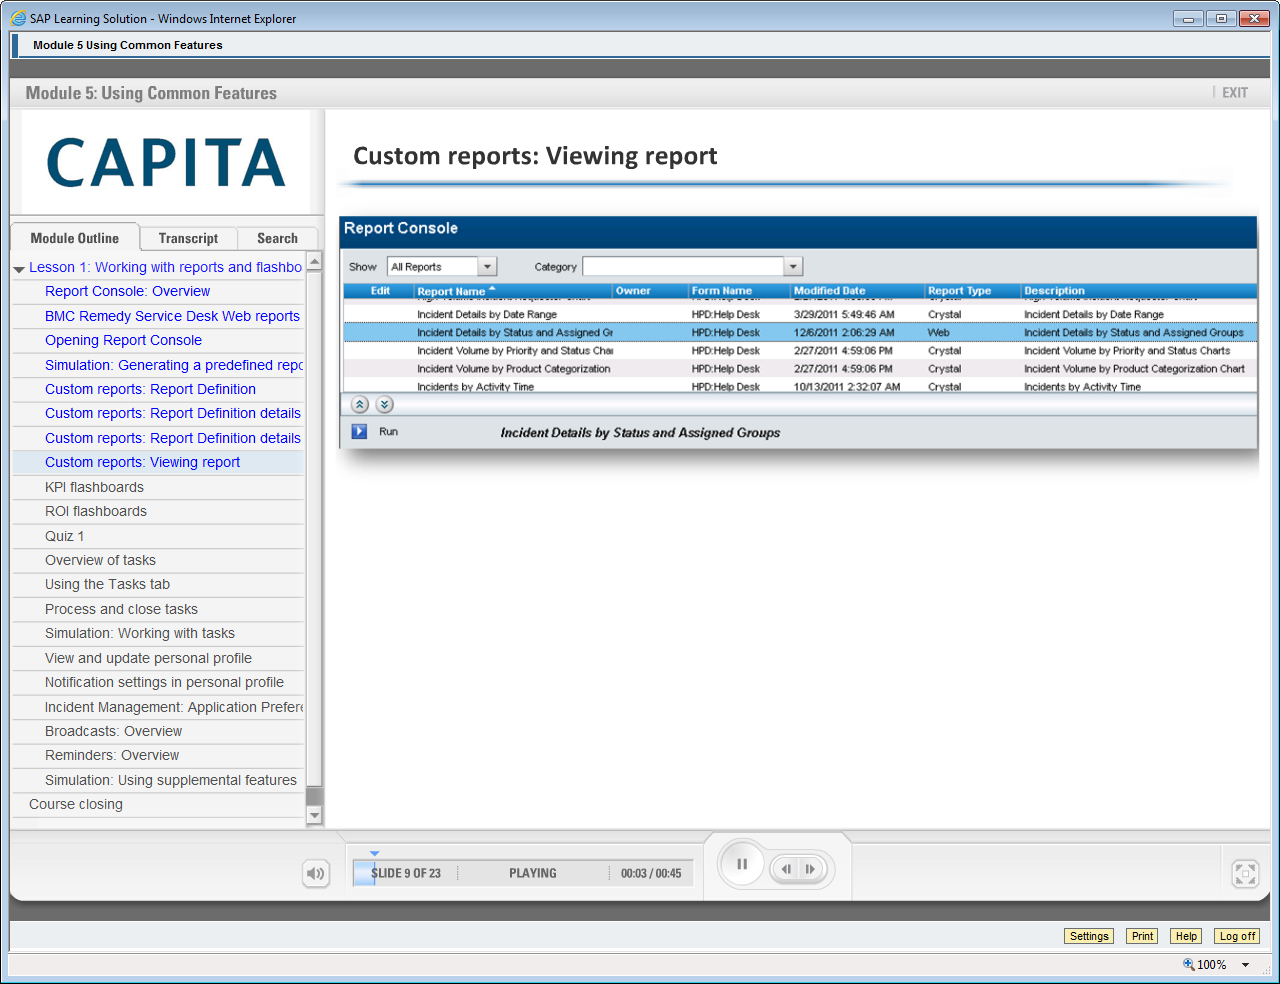 SAP Learning Solution - Windows Internet Explorer
Module 5 Using Common Features
Module 5: Using Common Features
EXIT
CAPITA
Module Outline
Transcript
Search
Lesson 1: Working with reports and flashbo
Report Console: Overview
BMC Remedy Service Desk Web reports
Opening Report Console
Simulation: Generating a predefined repo
Custom reports: Report Definition
Custom reports: Report Definition details
Custom reports: Report Definition details
Custom reports: Viewing report
KPI flashboards
ROI flashboards
Quiz 1
Overview of tasks
Using the Tasks tab
Process and close tasks
Simulation: Working with tasks
View and update personal profile
Notification settings in personal profile
Incident Management: Application Prefere
Broadcasts: Overview
Reminders: Overview
Simulation: Using supplemental features
Course closing
Custom reports: Viewing report
Report Console
Show All Reports Category
Edit Report Name Owner Form Name Modified Date Report Type Description
Incident Details by Date Range HPD:Help Desk 3/29/2011 5:49:46 AM Crystal Incident Details by Date Range
Incident Details by Status and Assigned Gr HPD:Help Desk 12/6/2011 2:06:29 AM Web Incident Details by Status and Assigned Groups
Incident Volume by Priority and Status Cha HPD:Help Desk 2/27/2011 4:59:06 PM Crystal Incident Volume by Priority and Status Charts
Incident Volume by Product Categorization HPD:Help Desk 2/27/2011 4:59:06 PM Crystal Incident Volume by Product Categorization Chart
Incidents by Activity Time HPD:Help Desk 10/13/2011 2:32:07 AM Crystal Incidents by Activity Time
Run Incident Details by Status and Assigned Groups
SLIDE 9 OF 23 PLAYING 00:03 / 00:45
Settings Print Help Log off
100%